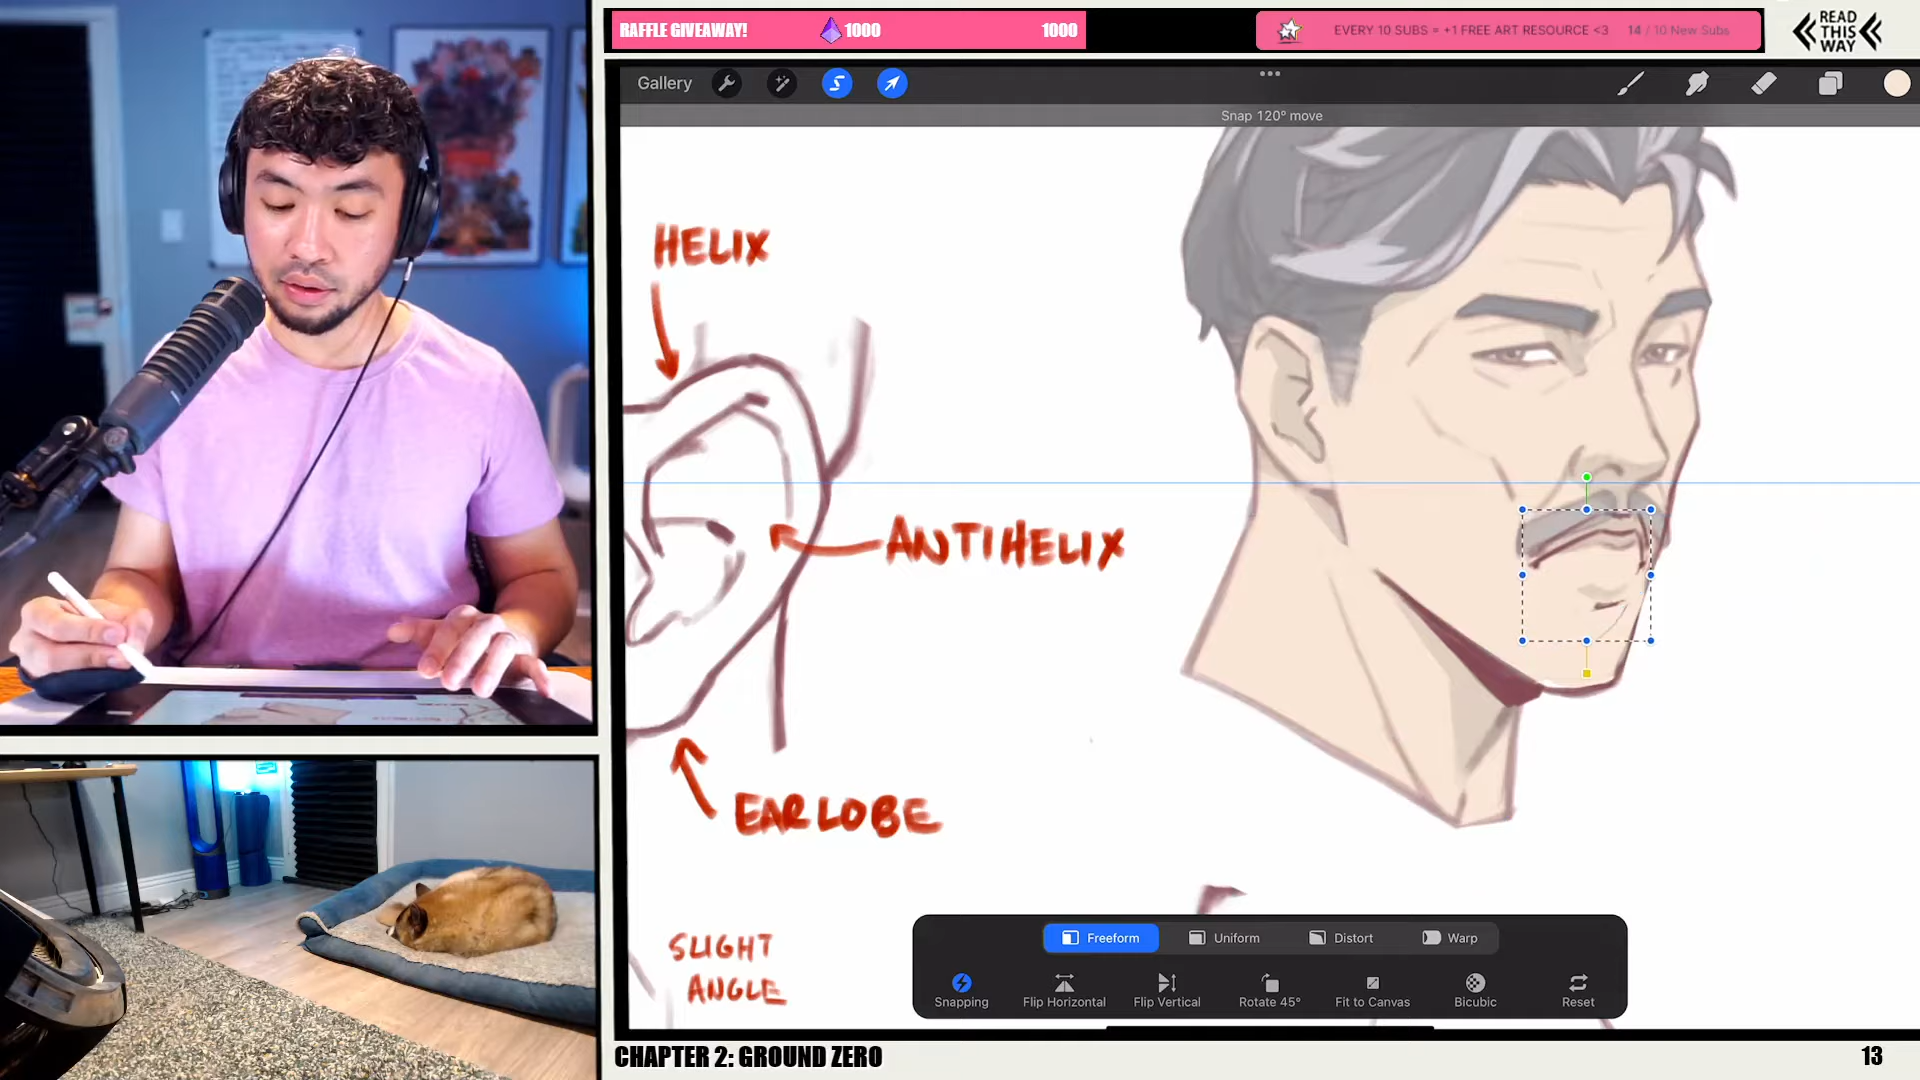 RAFFLE GIVEAWAY!
1000
1000
EVERY 10 SUBS = +1 FREE ART RESOURCE <3
14 / 10 New Subs
READ
THIS
WAY
Gallery
Snap 120º move
HELIX
ANTIHELIX
EARLOBE
SLIGHT
ANGLE
Freeform
Uniform
Distort
Warp
Snapping
Flip Horizontal
Flip Vertical
Rotate 45°
Fit to Canvas
Bicubic
Reset
CHAPTER 2: GROUND ZERO
13